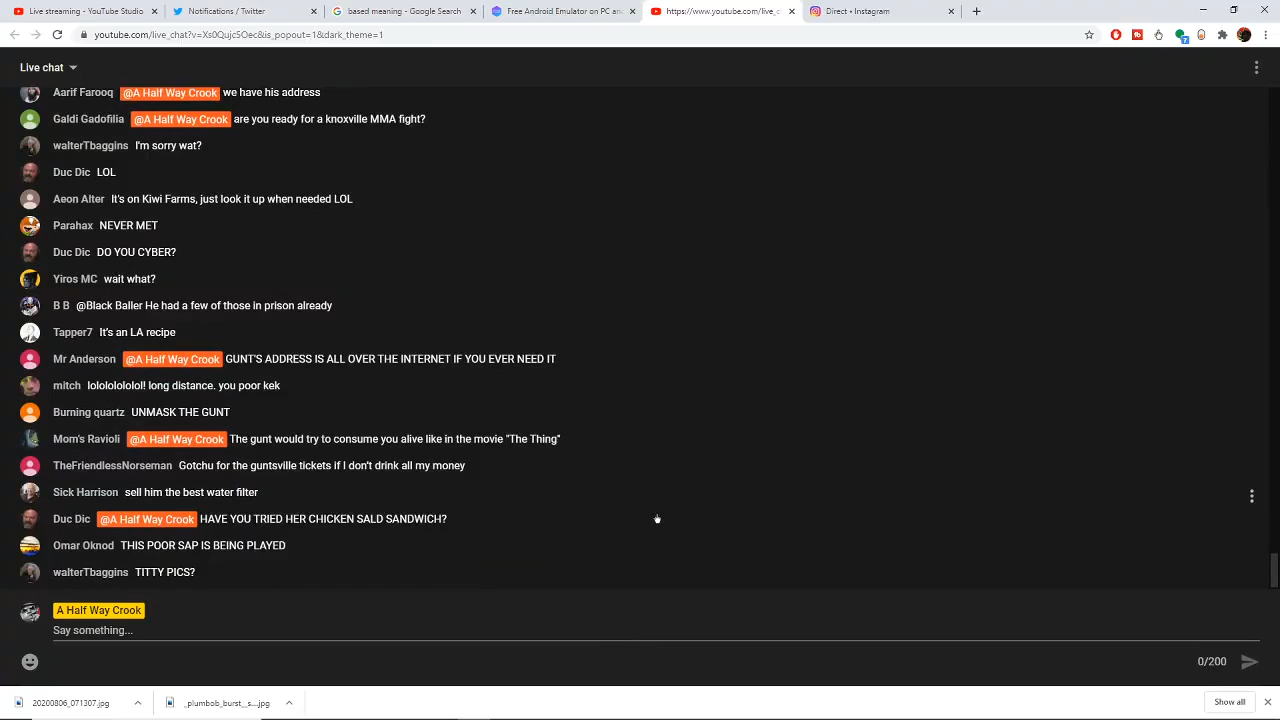 YouTube Studio - Live streaming - YouTube Studio
Notifications / Twitter
based meaning - Google Search
Free Android Emulator on PC and
https://www.youtube.com/live_c
Direct • Instagram
youtube.com/live_chat?v=Xs0Qujc5Oec&is_popout=1&dark_theme=1
Live chat
Aarif Farooq @A Half Way Crook we have his address
Galdi Gadofilia @A Half Way Crook are you ready for a knoxville MMA fight?
walterTbaggins I'm sorry wat?
Duc Dic LOL
Aeon Alter It's on Kiwi Farms, just look it up when needed LOL
Parahax NEVER MET
Duc Dic DO YOU CYBER?
Yiros MC wait what?
B B @Black Baller He had a few of those in prison already
Tapper7 It's an LA recipe
Mr Anderson @A Half Way Crook GUNT'S ADDRESS IS ALL OVER THE INTERNET IF YOU EVER NEED IT
mitch lolololololol! long distance. you poor kek
Burning quartz UNMASK THE GUNT
Mom's Ravioli @A Half Way Crook The gunt would try to consume you alive like in the movie "The Thing"
TheFriendlessNorseman Gotchu for the guntsville tickets if I don't drink all my money
Sick Harrison sell him the best water filter
Duc Dic @A Half Way Crook HAVE YOU TRIED HER CHICKEN SALD SANDWICH?
Omar Oknod THIS POOR SAP IS BEING PLAYED
walterTbaggins TITTY PICS?
A Half Way Crook
Say something...
0/200
20200806_071307.jpg
_plumbob_burst__s....jpg
Show all